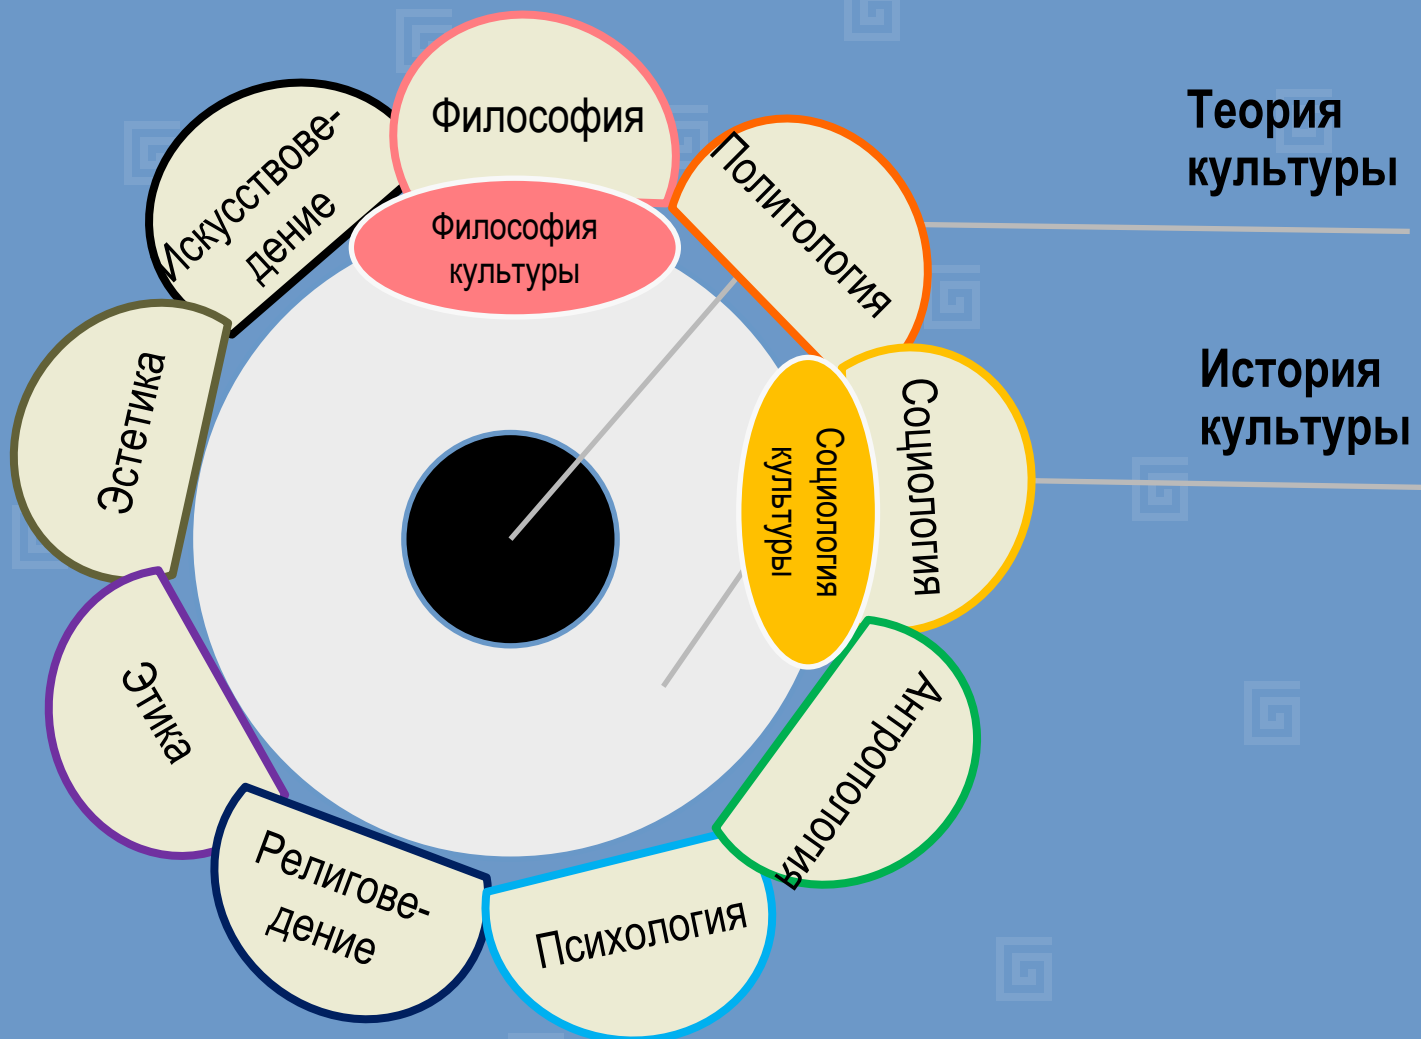 Философия
Философия
культуры
Политология
Социология
Социология
культуры
Антропология
Психология
Религове-
дение
Этика
Эстетика
Искусствове-
дение
Теория
культуры
История
культуры